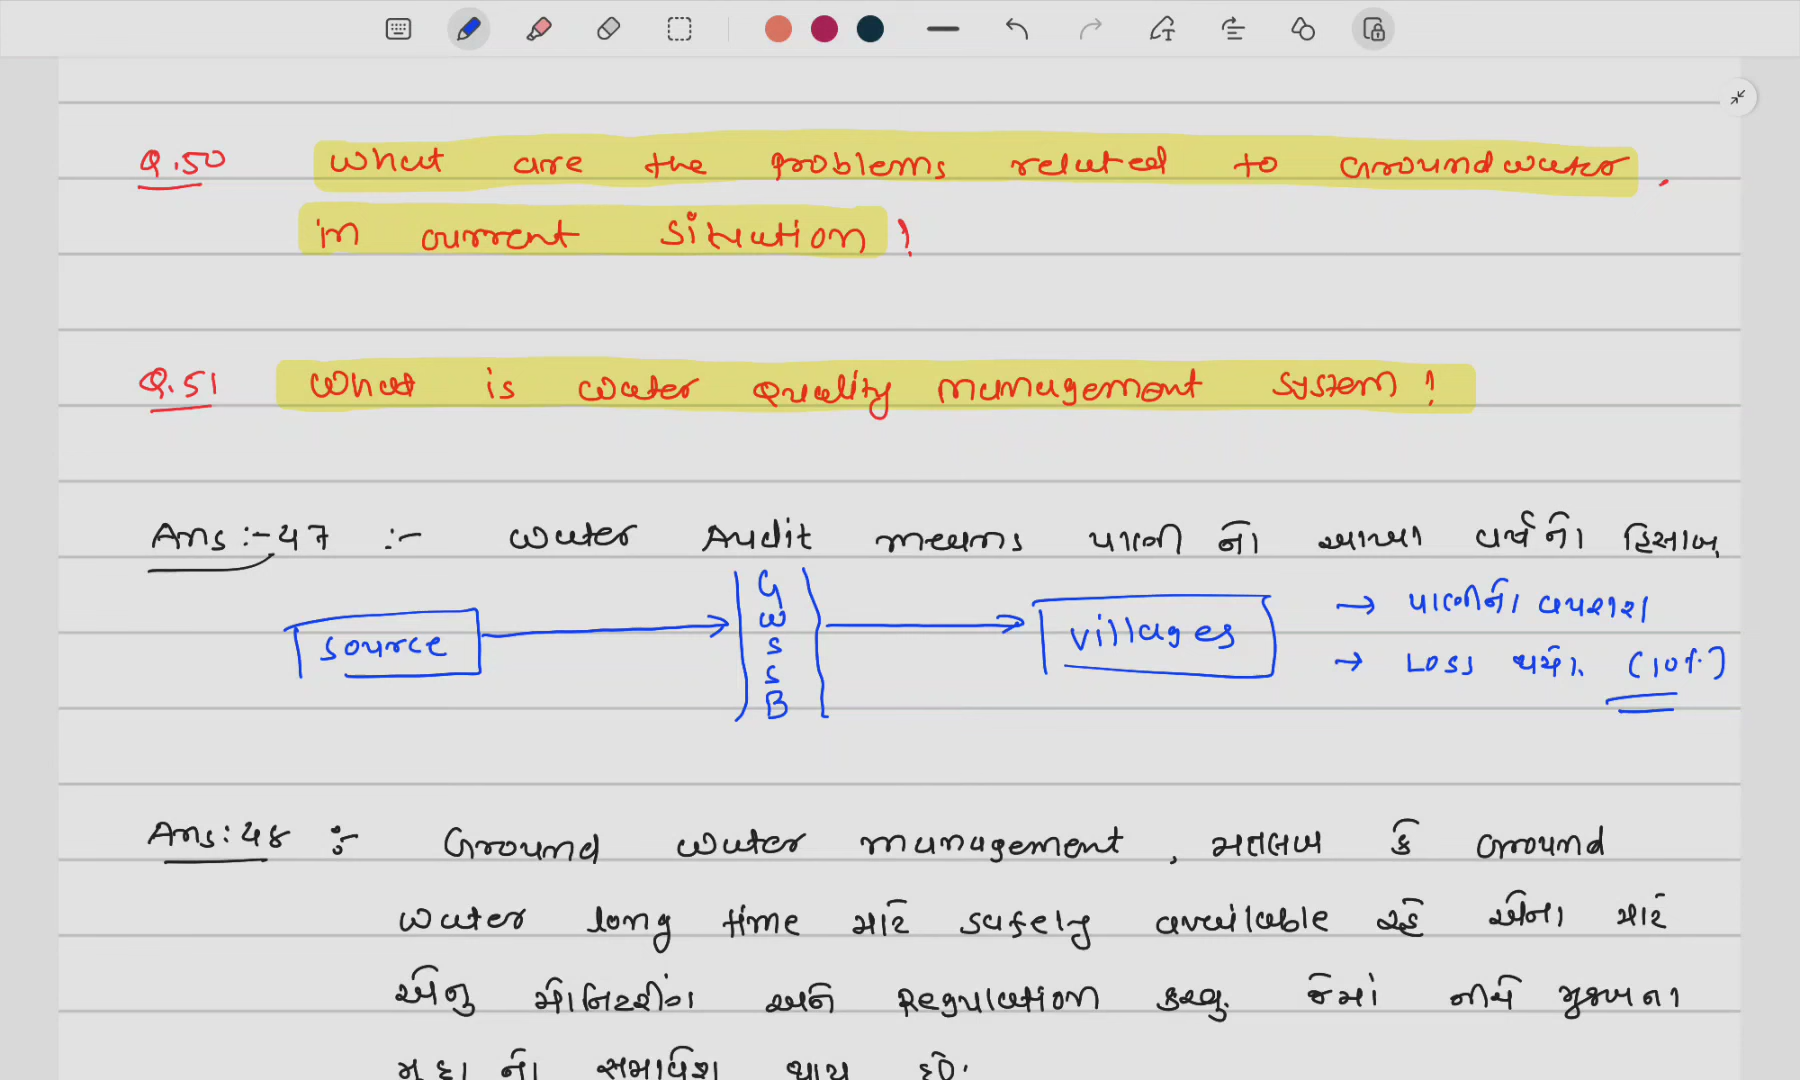 Q.50 What are the problems related to Groundwater
in current situation?
Q.51 What is water Quality management system?
Ans :- 47 :- Water Audit means પાણી નો આખા વર્ષનો હિસાબ
Source → GWSSB → Villages
→ પાણીનો વપરાશ
→ Loss થયો. (10%)
Ans: 48 :- Ground water management, મતલબ કે Ground
water long time માટે safely available રહે એના માટે
એનુ મોનિટરીંગ અને Regulation કરવુ. જેમાં નીચે મુજબના
મુદ્દા નો સમાવેશ થાય છે.